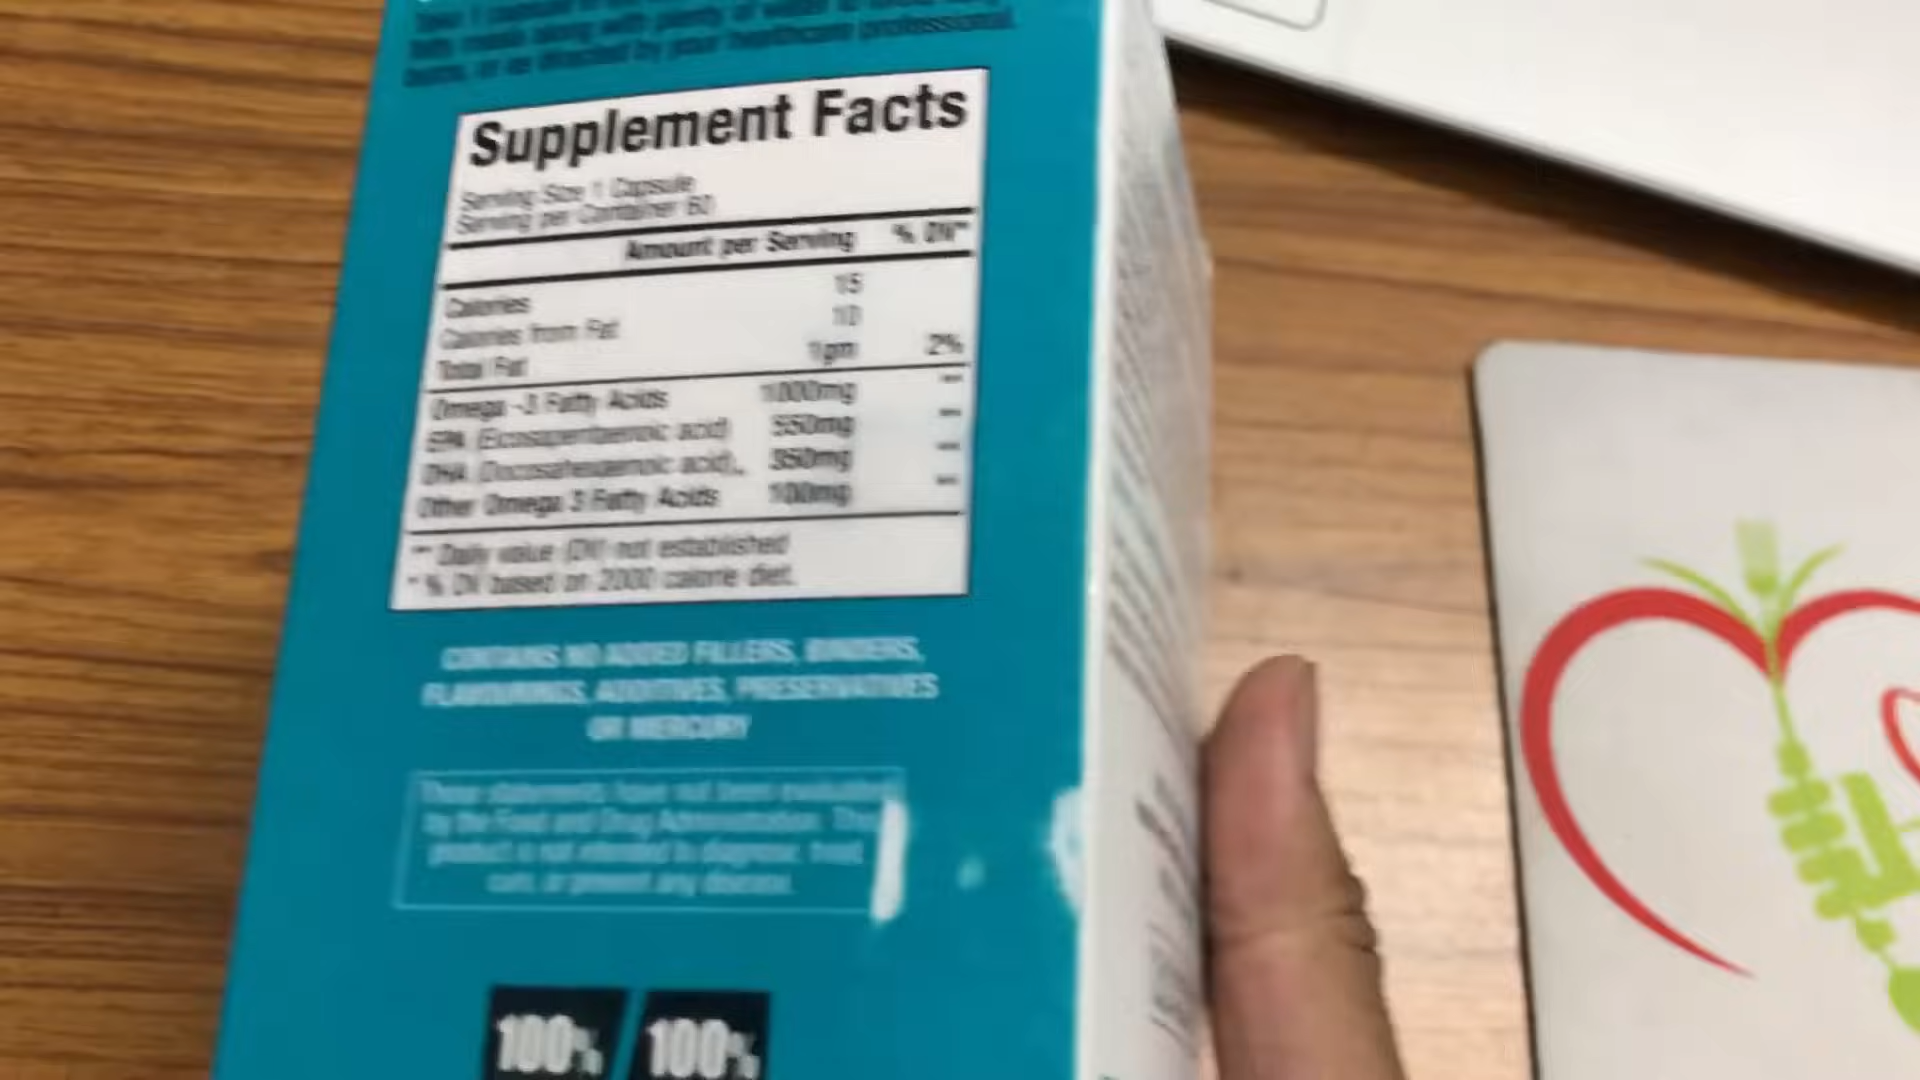 by your healthcare professional.
Supplement Facts
Serving Size 1 Capsule
Serving per Container 60
Amount per Serving % DV*
Calories 15
Calories from Fat 10
Total Fat 1gm 2%
Omega -3 Fatty Acids 1000mg **
EPA (Eicosapentaenoic acid) 550mg **
DHA (Docosahexaenoic acid) 350mg **
Other Omega 3 Fatty Acids 100mg **
** Daily value (DV) not established
* % DV based on 2000 calorie diet.
CONTAINS NO ADDED FILLERS, BINDERS,
FLAVOURINGS, ADDITIVES, PRESERVATIVES
OR MERCURY
These statements have not been evaluated
by the Food and Drug Administration. This
product is not intended to diagnose, treat
cure, or prevent any disease.
100% 100%